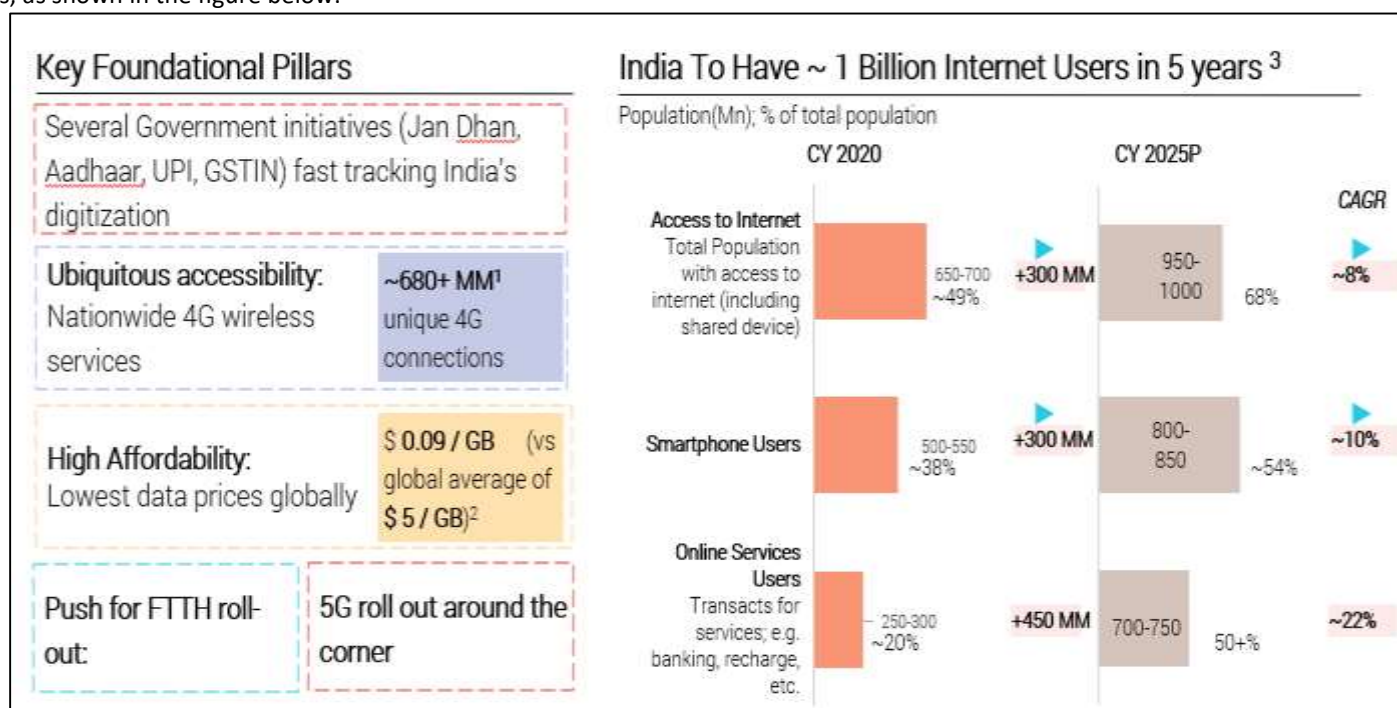 s, as shown in the figure below.
Key Foundational Pillars
Several Government initiatives (Jan Dhan,
Aadhaar, UPI, GSTIN) fast tracking India's
digitization
Ubiquitous accessibility:
Nationwide 4G wireless
services
~680+ MM¹
unique 4G
connections
High Affordability:
Lowest data prices globally
$ 0.09 / GB (vs
global average of
$ 5 / GB)²
Push for FTTH roll-
out:
5G roll out around the
corner
India To Have ~ 1 Billion Internet Users in 5 years ³
Population(Mn); % of total population
CY 2020
CY 2025P
CAGR
Access to Internet
Total Population
with access to
internet (including
shared device)
650-700
~49%
+300 MM
950-
1000
68%
~8%
Smartphone Users
500-550
~38%
+300 MM
800-
850
~54%
~10%
Online Services
Users
Transacts for
services; e.g.
banking, recharge,
etc.
250-300
~20%
+450 MM
700-750
50+%
~22%